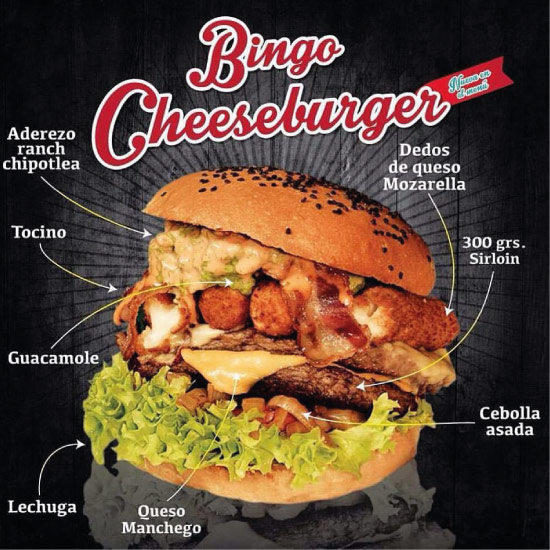 Bingo
Cheeseburger
Nueva en
el menú
Aderezo
ranch
chipotlea
Dedos
de queso
Mozarella
Tocino
300 grs.
Sirloin
Guacamole
Cebolla
asada
Lechuga
Queso
Manchego